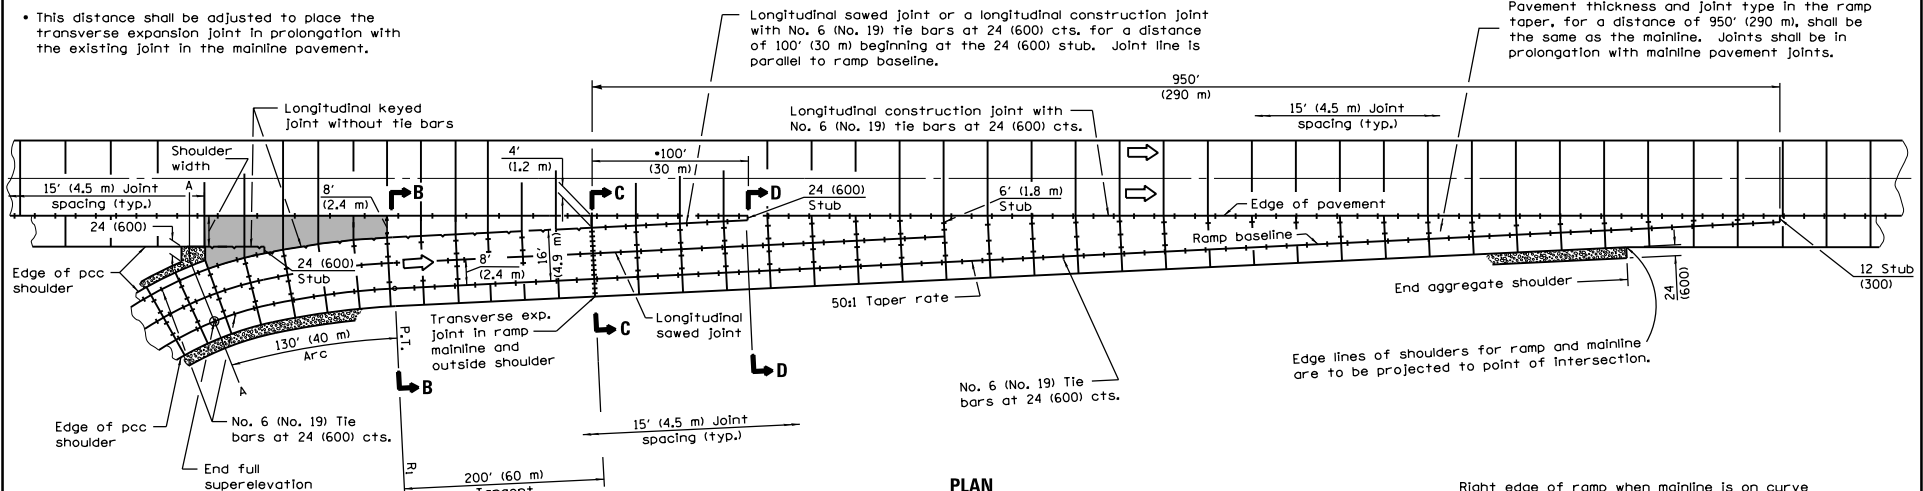 • This distance shall be adjusted to place the
transverse expansion joint in prolongation with
the existing joint in the mainline pavement.
Longitudinal sawed joint or a longitudinal construction joint
with No. 6 (No. 19) tie bars at 24 (600) cts. for a distance
of 100' (30 m) beginning at the 24 (600) stub. Joint line is
parallel to ramp baseline.
Pavement thickness and joint type in the ramp
taper, for a distance of 950' (290 m), shall be
the same as the mainline. Joints shall be in
prolongation with mainline pavement joints.
950'
(290 m)
Longitudinal keyed
joint without tie bars
Longitudinal construction joint with
No. 6 (No. 19) tie bars at 24 (600) cts.
15' (4.5 m) Joint
spacing (typ.)
Shoulder
width
4'
(1.2 m)
•100'
(30 m)
A
15' (4.5 m) Joint
spacing (typ.)
8'
(2.4 m)
B
C
D
24 (600)
Stub
6' (1.8 m)
Stub
Edge of pavement
24 (600)
Ramp baseline
Edge of pcc
shoulder
24 (600)
Stub
8'
(2.4 m)
16'
(4.9 m)
12 Stub
(300)
End aggregate shoulder
24
(600)
50:1 Taper rate
Transverse exp.
joint in ramp
mainline and
outside shoulder
Longitudinal
sawed joint
C
130' (40 m)
Arc
P.T.
Edge lines of shoulders for ramp and mainline
are to be projected to point of intersection.
D
A
B
No. 6 (No. 19) Tie
bars at 24 (600) cts.
Edge of pcc
shoulder
No. 6 (No. 19) Tie
bars at 24 (600) cts.
15' (4.5 m) Joint
spacing (typ.)
End full
superelevation
R1
200' (60 m)
Tangent
PLAN
Right edge of ramp when mainline is on curve